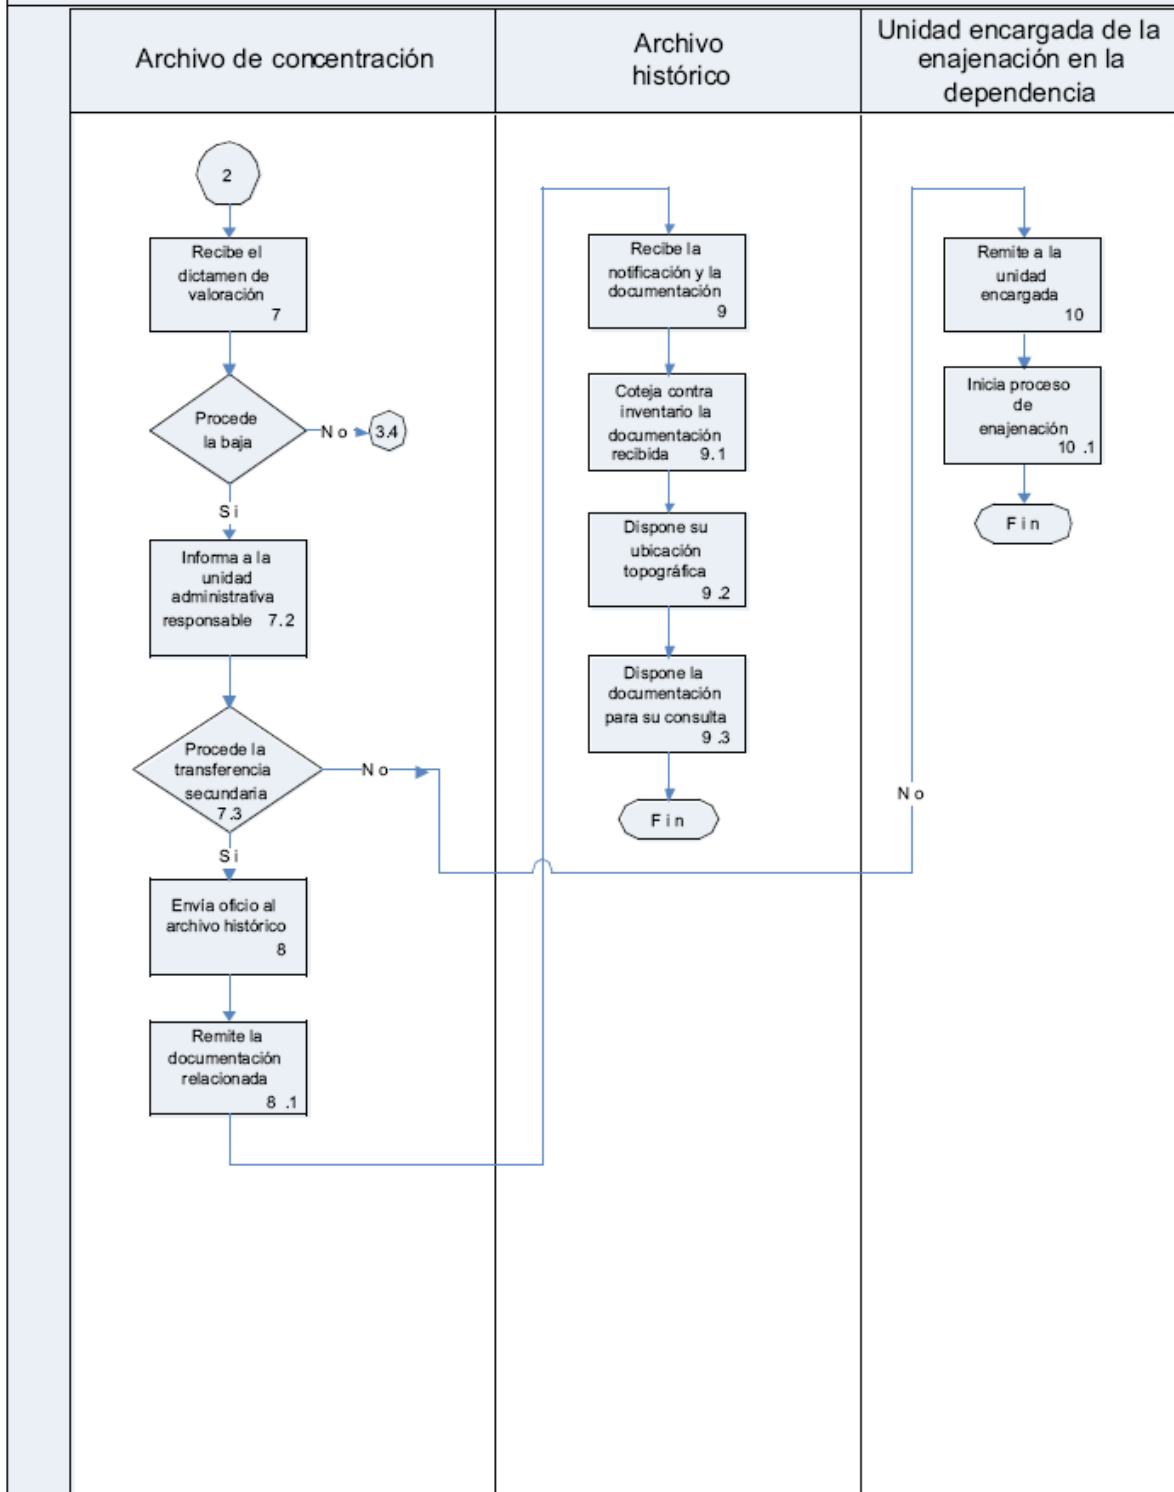 Archivo de concentración
Archivo
histórico
Unidad encargada de la
enajenación en la
dependencia
2
Recibe el
dictamen de
valoración
7
Procede
la baja
No
3.4
Si
Informa a la
unidad
administrativa
responsable 7.2
Procede la
transferencia
secundaria
7.3
No
Si
Envía oficio al
archivo histórico
8
Remite la
documentación
relacionada
8 .1
Recibe la
notificación y la
documentación
9
Coteja contra
inventario la
documentación
recibida 9.1
Dispone su
ubicación
topográfica
9 .2
Dispone la
documentación
para su consulta
9 .3
Fin
No
Remite a la
unidad
encargada
10
Inicia proceso
de
enajenación
10 .1
Fin